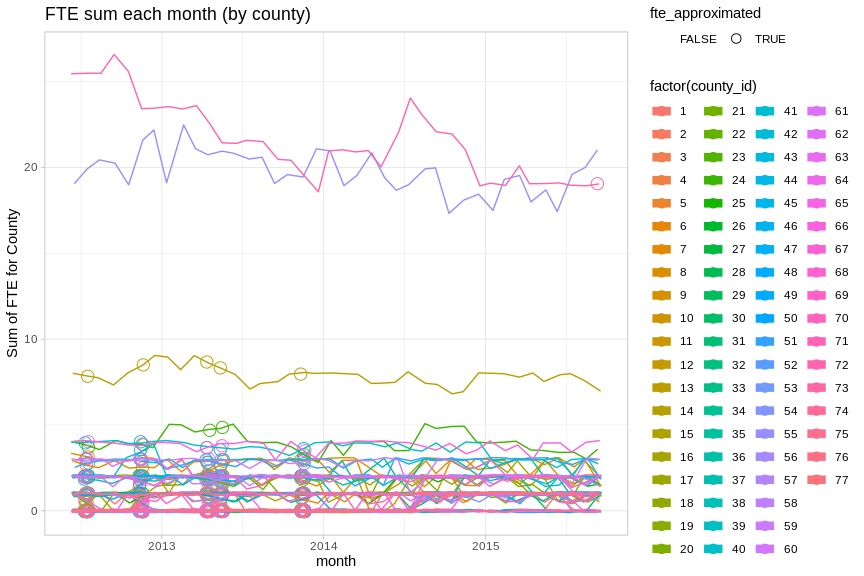 FTE sum each month (by county)
Sum of FTE for County
20
10
0
2013
2014
2015
month
fte_approximated
FALSE
TRUE
factor(county_id)
1 21 41 61
2 22 42 62
3 23 43 63
4 24 44 64
5 25 45 65
6 26 46 66
7 27 47 67
8 28 48 68
9 29 49 69
10 30 50 70
11 31 51 71
12 32 52 72
13 33 53 73
14 34 54 74
15 35 55 75
16 36 56 76
17 37 57 77
18 38 58
19 39 59
20 40 60